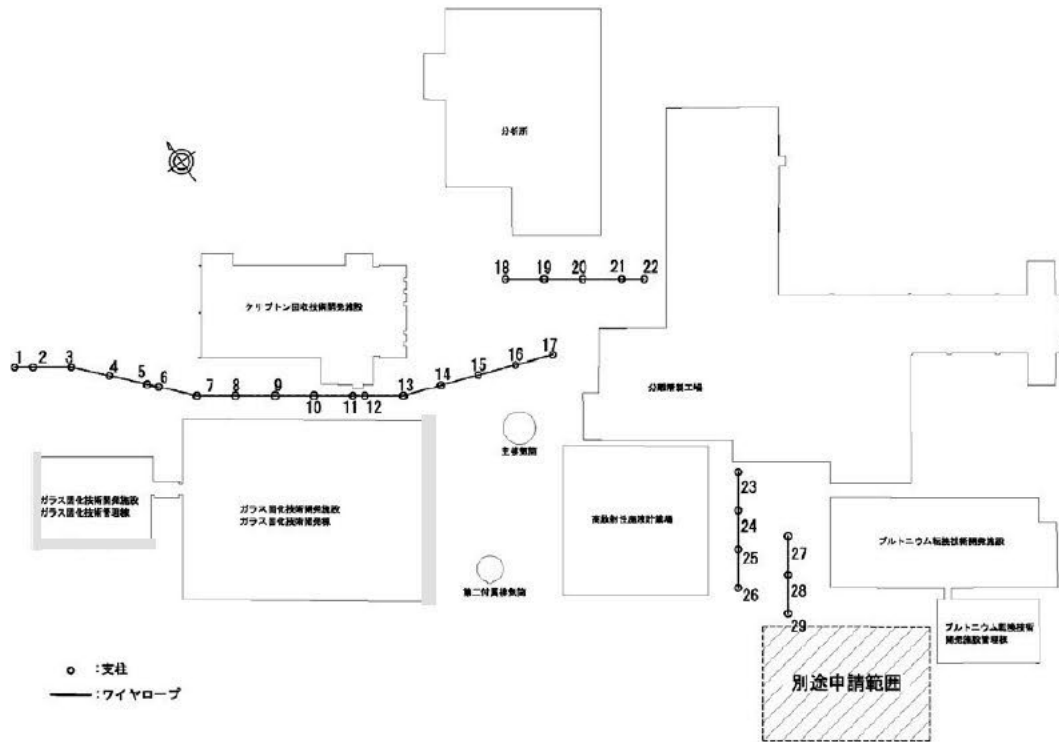 分析所
18
19
20
21
22
クリプトン回収技術開発施設
1
2
3
4
5
6
7
8
9
10
11
12
13
14
15
16
17
分離精製工場
主排気筒
ガラス固化技術開発施設
ガラス固化技術管理棟
ガラス固化技術開発施設
ガラス固化技術開発棟
高放射性廃液貯蔵場
23
24
25
26
27
28
29
プルトニウム転換技術開発施設
第二付属排気筒
プルトニウム転換技術
開発施設管理棟
○ :支柱
:ワイヤロープ
別途申請範囲